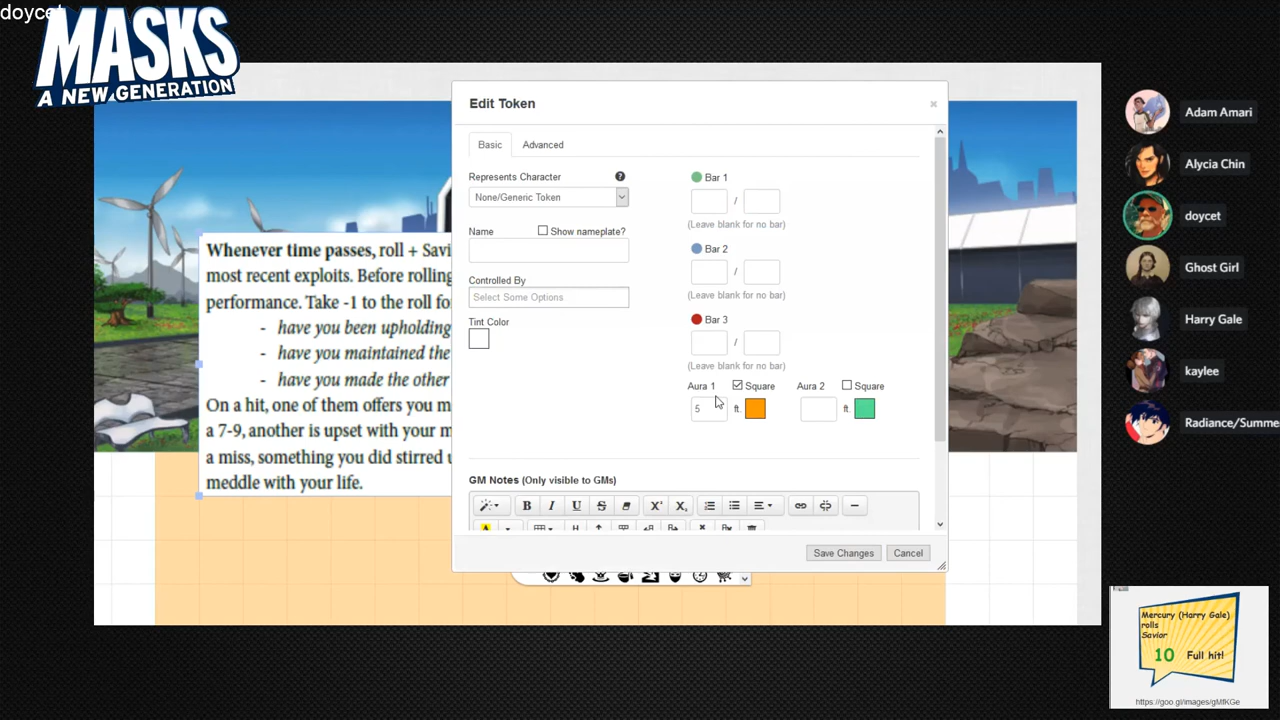 doycet
MASKS
A NEW GENERATION
Edit Token
×
Basic
Advanced
Represents Character
None/Generic Token
Name
Show nameplate?
Controlled By
Select Some Options
Tint Color
Bar 1
/
(Leave blank for no bar)
Bar 2
/
(Leave blank for no bar)
Bar 3
/
(Leave blank for no bar)
Aura 1
Square
Aura 2
Square
5
ft.
ft.
GM Notes (Only visible to GMs)
B I U S X² X₂
A
H
Save Changes
Cancel
Whenever time passes, roll + Savi
most recent exploits. Before rolling
performance. Take -1 to the roll fo
- have you been upholding
- have you maintained the
- have you made the other
On a hit, one of them offers you m
a 7-9, another is upset with your m
a miss, something you did stirred u
meddle with your life.
Adam Amari
Alycia Chin
doycet
Ghost Girl
Harry Gale
kaylee
Radiance/Summe
Mercury (Harry Gale)
rolls
Savior
10 Full hit!
https://goo.gl/images/gMfKGe